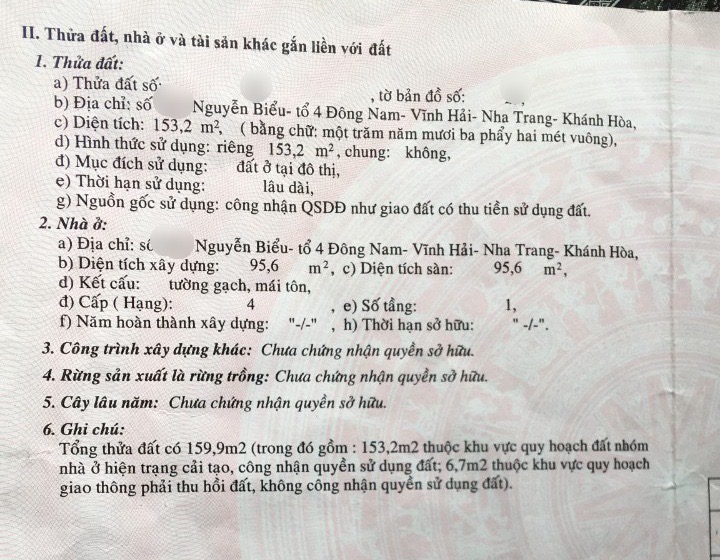 II. Thửa đất, nhà ở và tài sản khác gắn liền với đất
1. Thửa đất:
a) Thửa đất số: , tờ bản đồ số:
b) Địa chỉ: số Nguyễn Biểu- tổ 4 Đông Nam- Vĩnh Hải- Nha Trang- Khánh Hòa,
c) Diện tích: 153,2 m², ( bằng chữ: một trăm năm mươi ba phẩy hai mét vuông),
d) Hình thức sử dụng: riêng 153,2 m², chung: không,
đ) Mục đích sử dụng: đất ở tại đô thị,
e) Thời hạn sử dụng: lâu dài,
g) Nguồn gốc sử dụng: công nhận QSDĐ như giao đất có thu tiền sử dụng đất.
2. Nhà ở:
a) Địa chỉ: Nguyễn Biểu- tổ 4 Đông Nam- Vĩnh Hải- Nha Trang- Khánh Hòa,
b) Diện tích xây dựng: 95,6 m², c) Diện tích sàn: 95,6 m²,
d) Kết cấu: tường gạch, mái tôn,
đ) Cấp ( Hạng): 4 , e) Số tầng: 1,
f) Năm hoàn thành xây dựng: "-/-" , h) Thời hạn sở hữu: " -/-".
3. Công trình xây dựng khác: Chưa chứng nhận quyền sở hữu.
4. Rừng sản xuất là rừng trồng: Chưa chứng nhận quyền sở hữu.
5. Cây lâu năm: Chưa chứng nhận quyền sở hữu.
6. Ghi chú:
Tổng thửa đất có 159,9m2 (trong đó gồm : 153,2m2 thuộc khu vực quy hoạch đất nhóm
nhà ở hiện trạng cải tạo, công nhận quyền sử dụng đất; 6,7m2 thuộc khu vực quy hoạch
giao thông phải thu hồi đất, không công nhận quyền sử dụng đất).